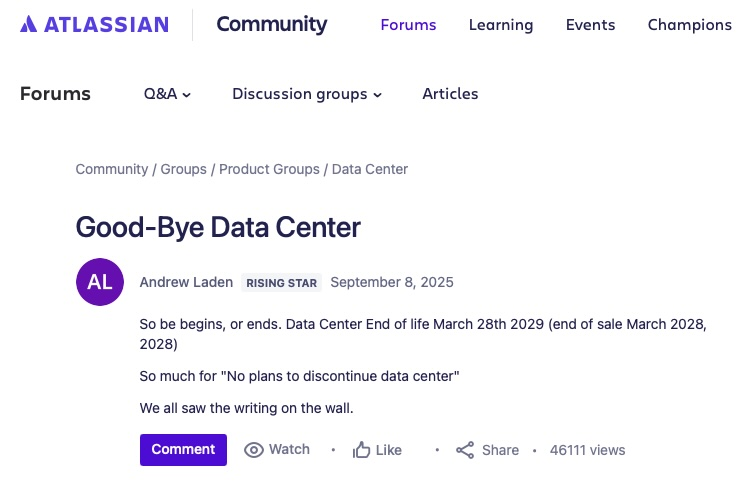 ATLASSIAN Community Forums Learning Events Champions
Forums Q&A Discussion groups Articles
Community / Groups / Product Groups / Data Center
Good-Bye Data Center
AL Andrew Laden RISING STAR September 8, 2025
So be begins, or ends. Data Center End of life March 28th 2029 (end of sale March 2028,
2028)
So much for "No plans to discontinue data center"
We all saw the writing on the wall.
Comment Watch • Like • Share • 46111 views